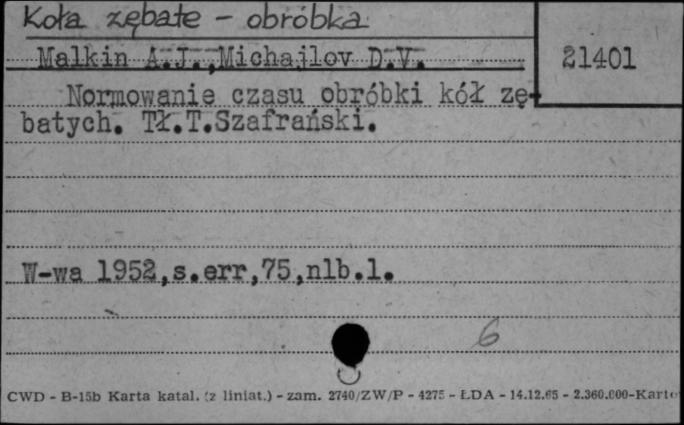 Koła zębate - obróbka
Malkin A.J.,Michajlov D.V.
21401
Normowanie czasu obróbki kół zę-
batych. Tł.T.Szafrański.
W-wa 1952,s.err,75,nlb.1.
6
CWD - B-15b Karta katal. (z liniat.) - zam. 2740/ZW/P - 4275 - ŁDA - 14.12.65 - 2.360.000-Karto